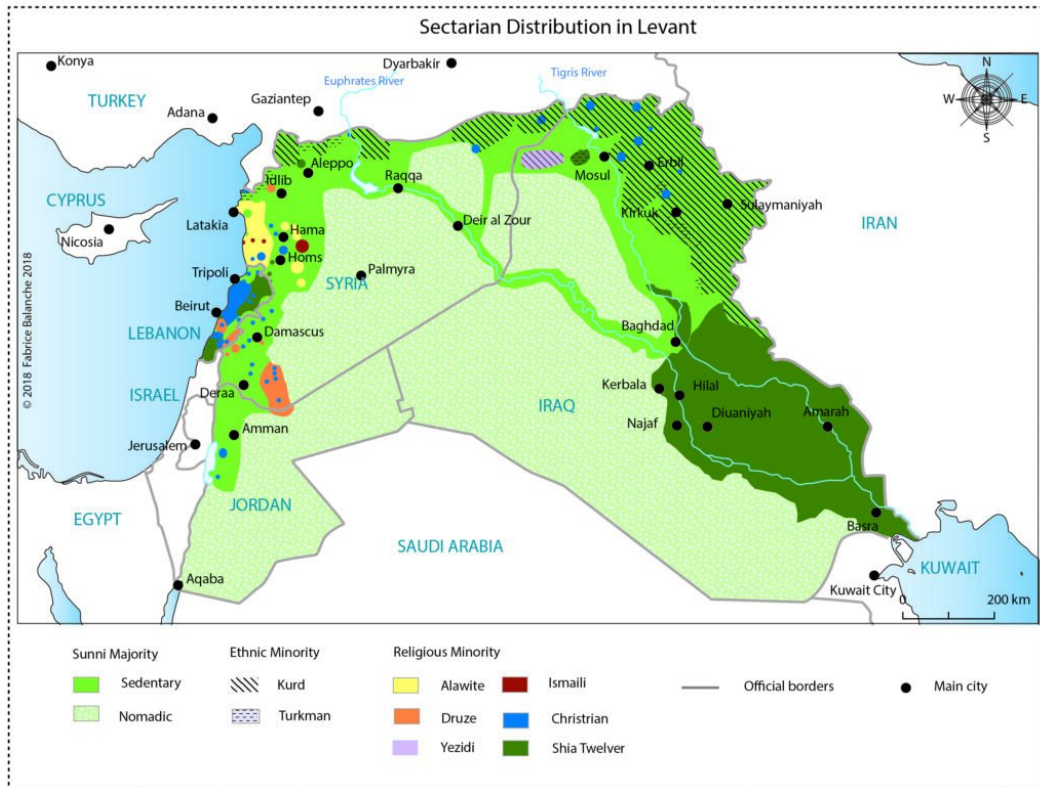 Sectarian Distribution in Levant
Konya
Dyarbakir
Euphrates River
Tigris River
N
W
E
S
TURKEY
Gaziantep
Adana
Aleppo
Idlib
Raqqa
Mosul
Erbil
CYPRUS
Nicosia
Latakia
Hama
Homs
Deir al Zour
Kirkuk
Sulaymaniyah
IRAN
Tripoli
SYRIA
Palmyra
Beirut
LEBANON
Damascus
Baghdad
© 2018 Fabrice Balanche 2018
ISRAEL
Deraa
Kerbala
Hilal
IRAQ
Najaf
Diuaniyah
Amarah
Jerusalem
Amman
JORDAN
EGYPT
SAUDI ARABIA
Basra
KUWAIT
Aqaba
Kuwait City
0
200 km
Sunni Majority
Sedentary
Nomadic
Ethnic Minority
Kurd
Turkman
Religious Minority
Alawite
Druze
Yezidi
Ismaili
Christian
Shia Twelver
Official borders
Main city